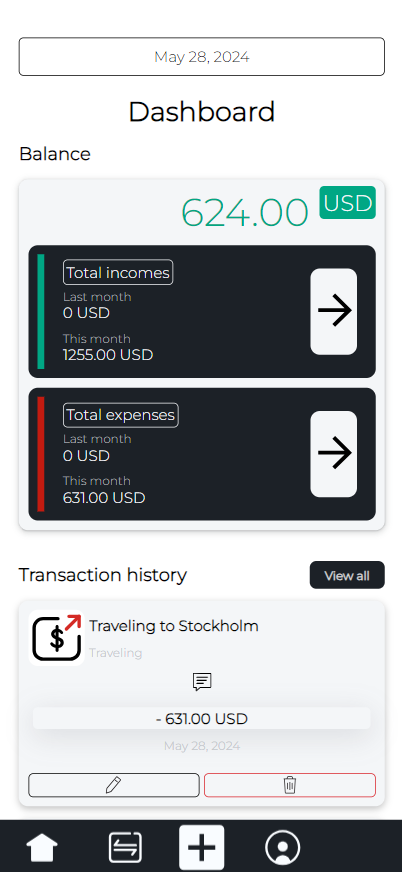 May 28, 2024
Dashboard
Balance
624.00 USD
Total incomes
Last month
0 USD
This month
1255.00 USD
Total expenses
Last month
0 USD
This month
631.00 USD
Transaction history
View all
$
Traveling to Stockholm
Traveling
- 631.00 USD
May 28, 2024